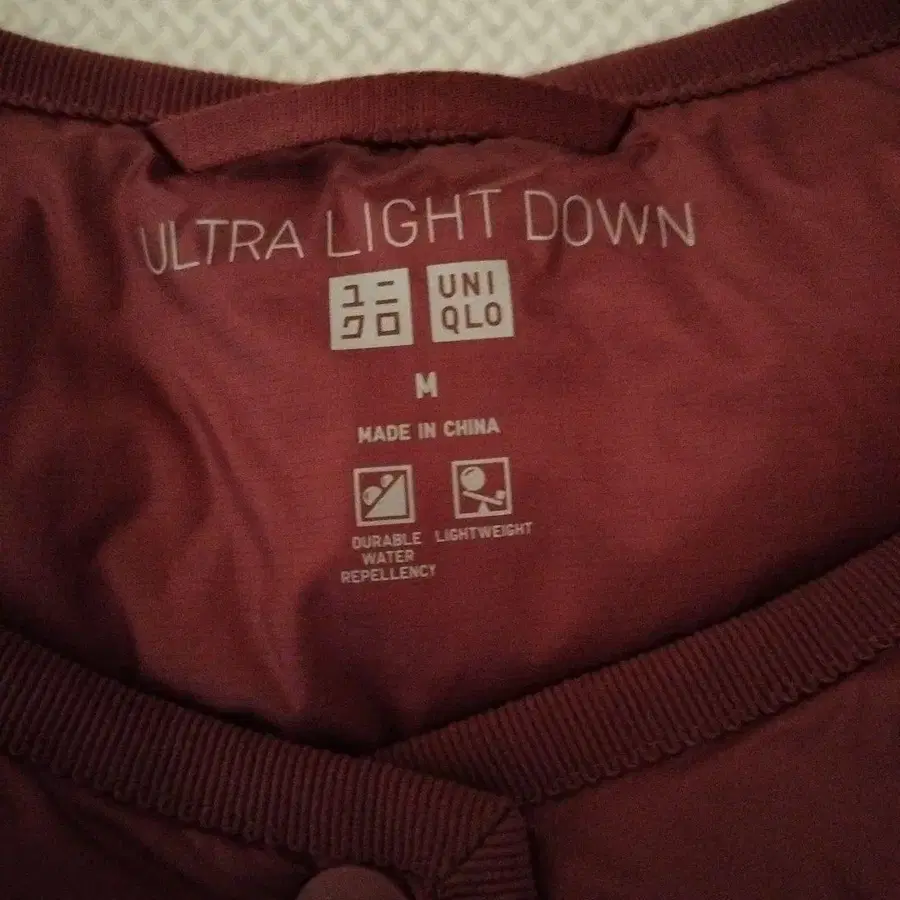 ULTRA LIGHT DOWN
ユニ
クロ
UNI
QLO
M
MADE IN CHINA
DURABLE
WATER
REPELLENCY
LIGHTWEIGHT